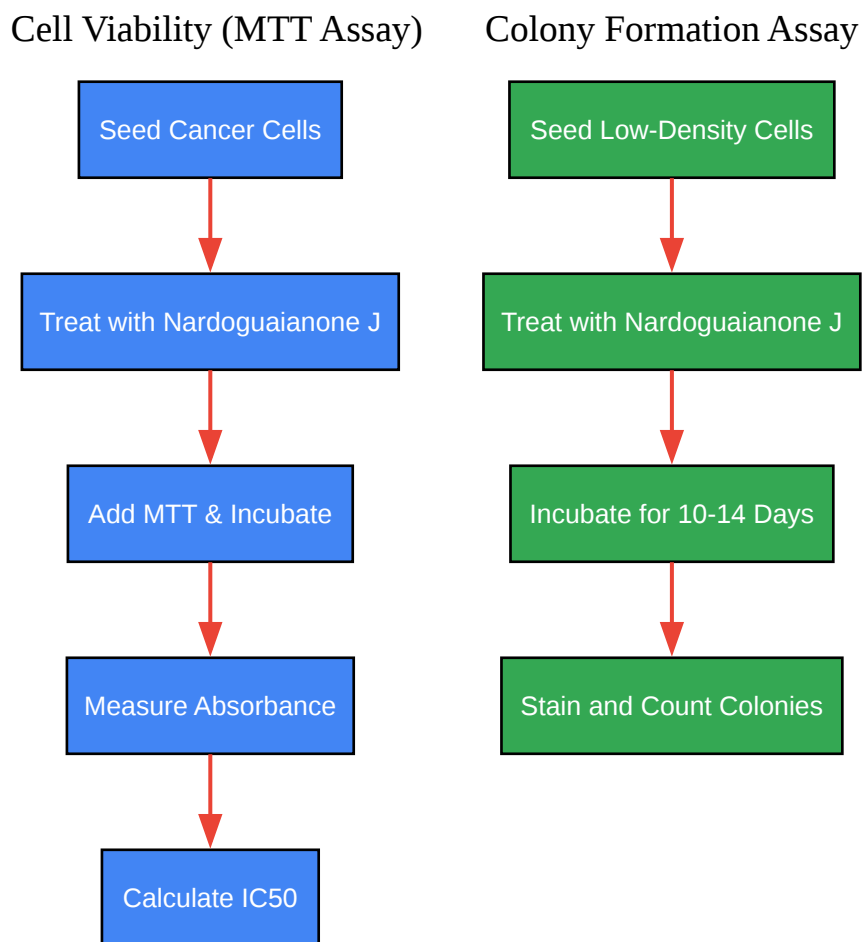 Cell Viability (MTT Assay)
Seed Cancer Cells
Treat with Nardoguaianone J
Add MTT & Incubate
Measure Absorbance
Calculate IC50
Colony Formation Assay
Seed Low-Density Cells
Treat with Nardoguaianone J
Incubate for 10-14 Days
Stain and Count Colonies